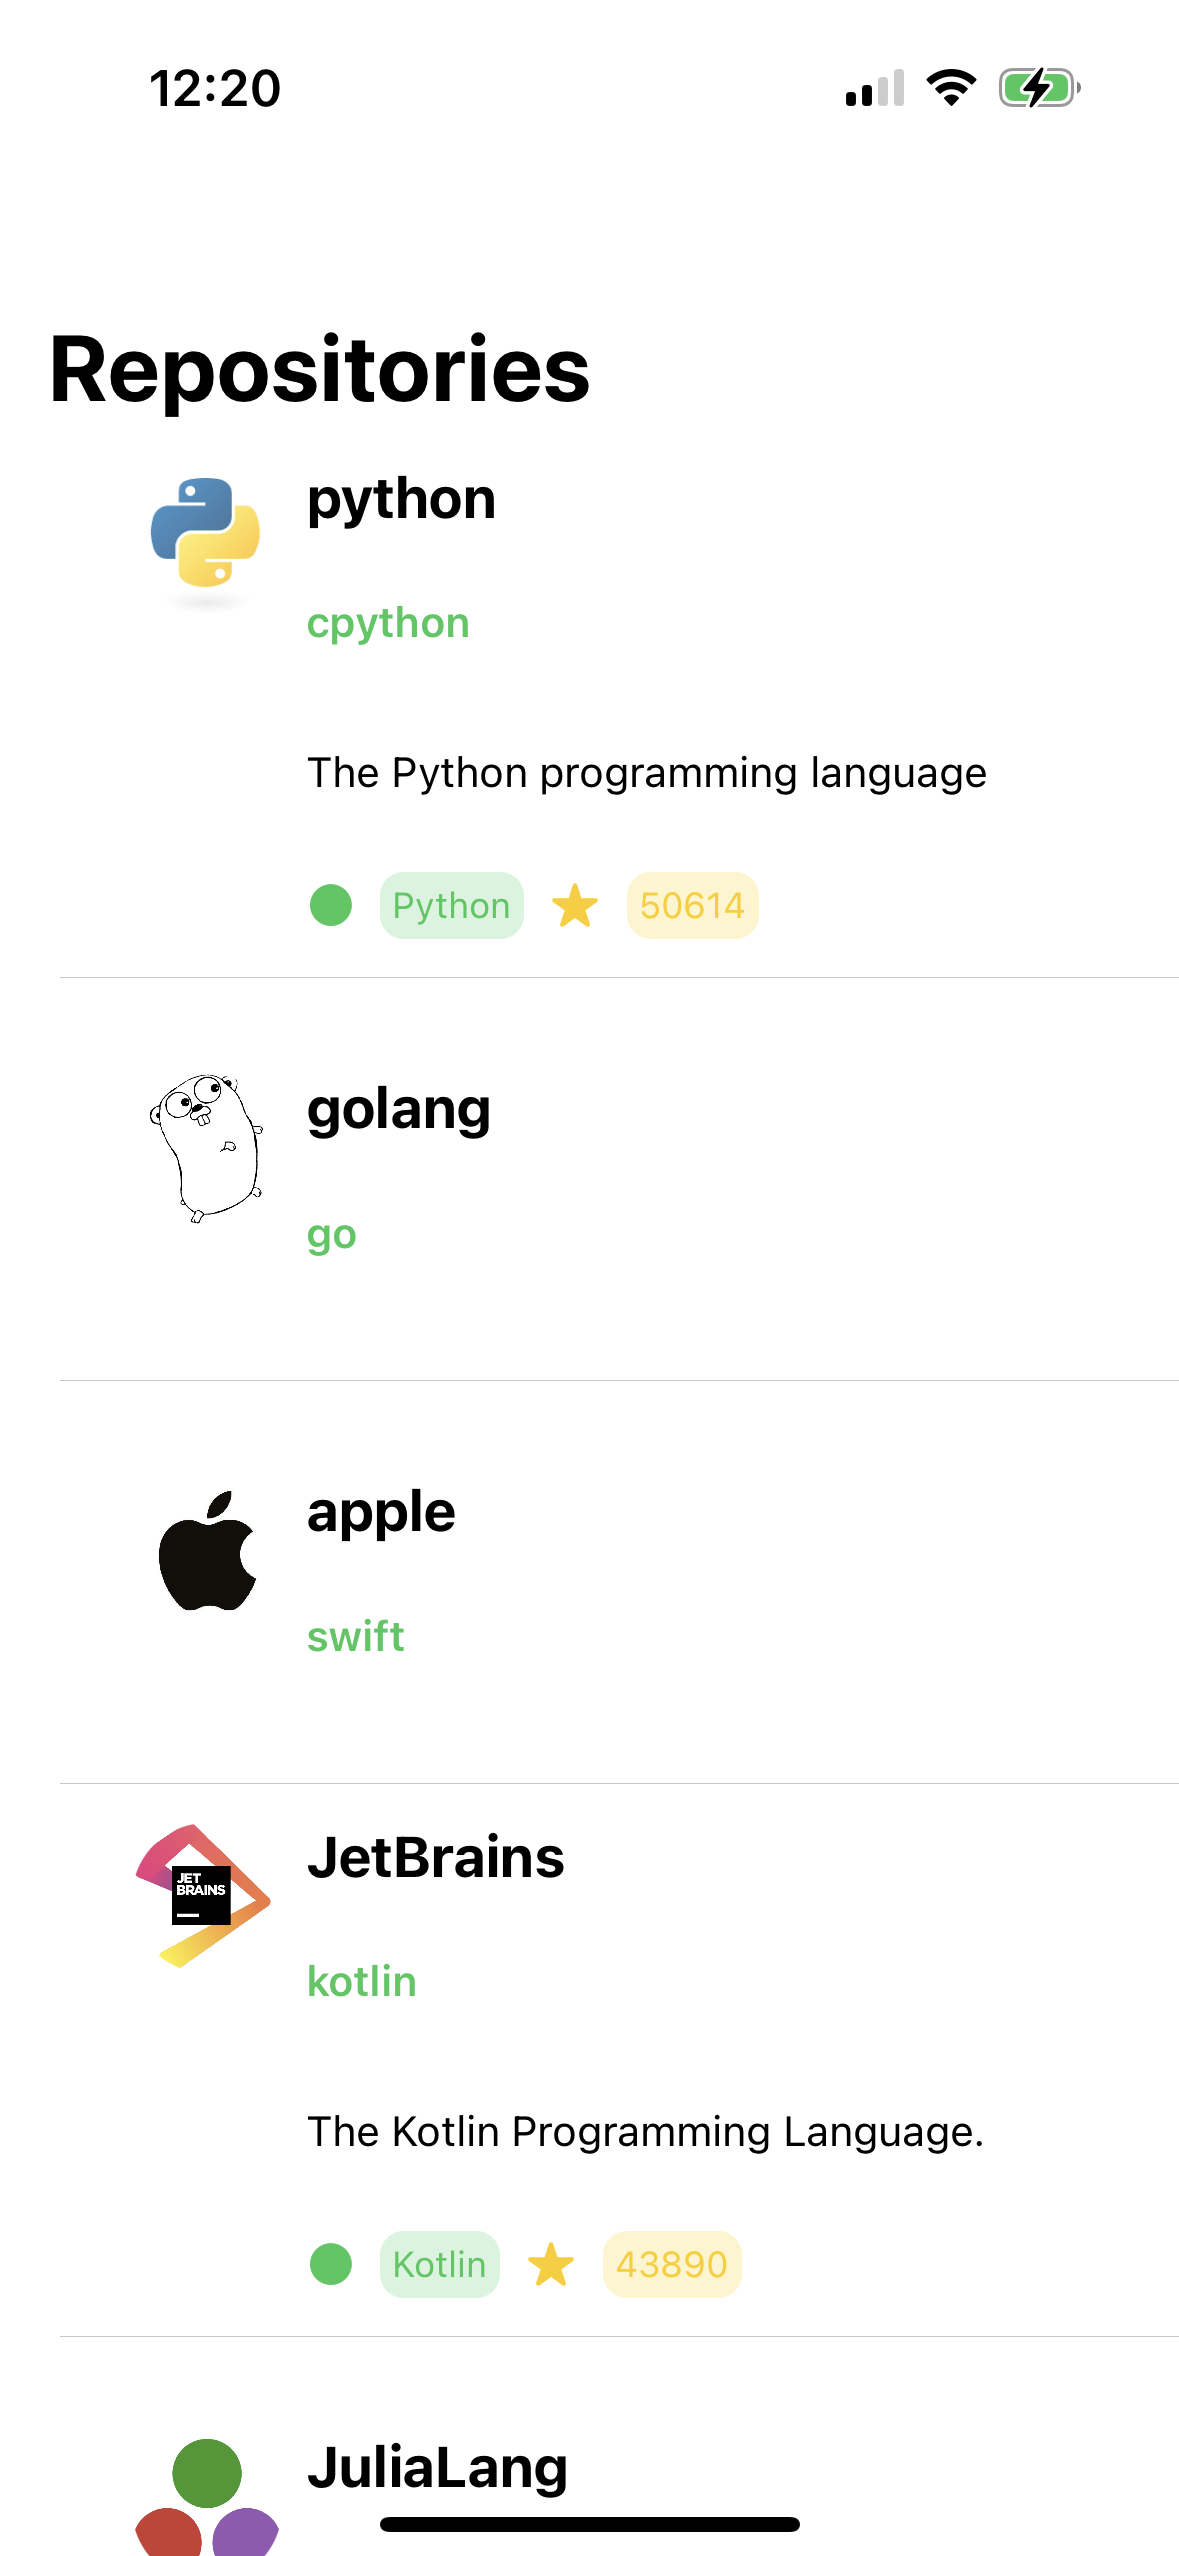 12:20
Repositories
python
cpython
The Python programming language
Python 50614
golang
go
apple
swift
JET
BRAINS
JetBrains
kotlin
The Kotlin Programming Language.
Kotlin 43890
JuliaLang